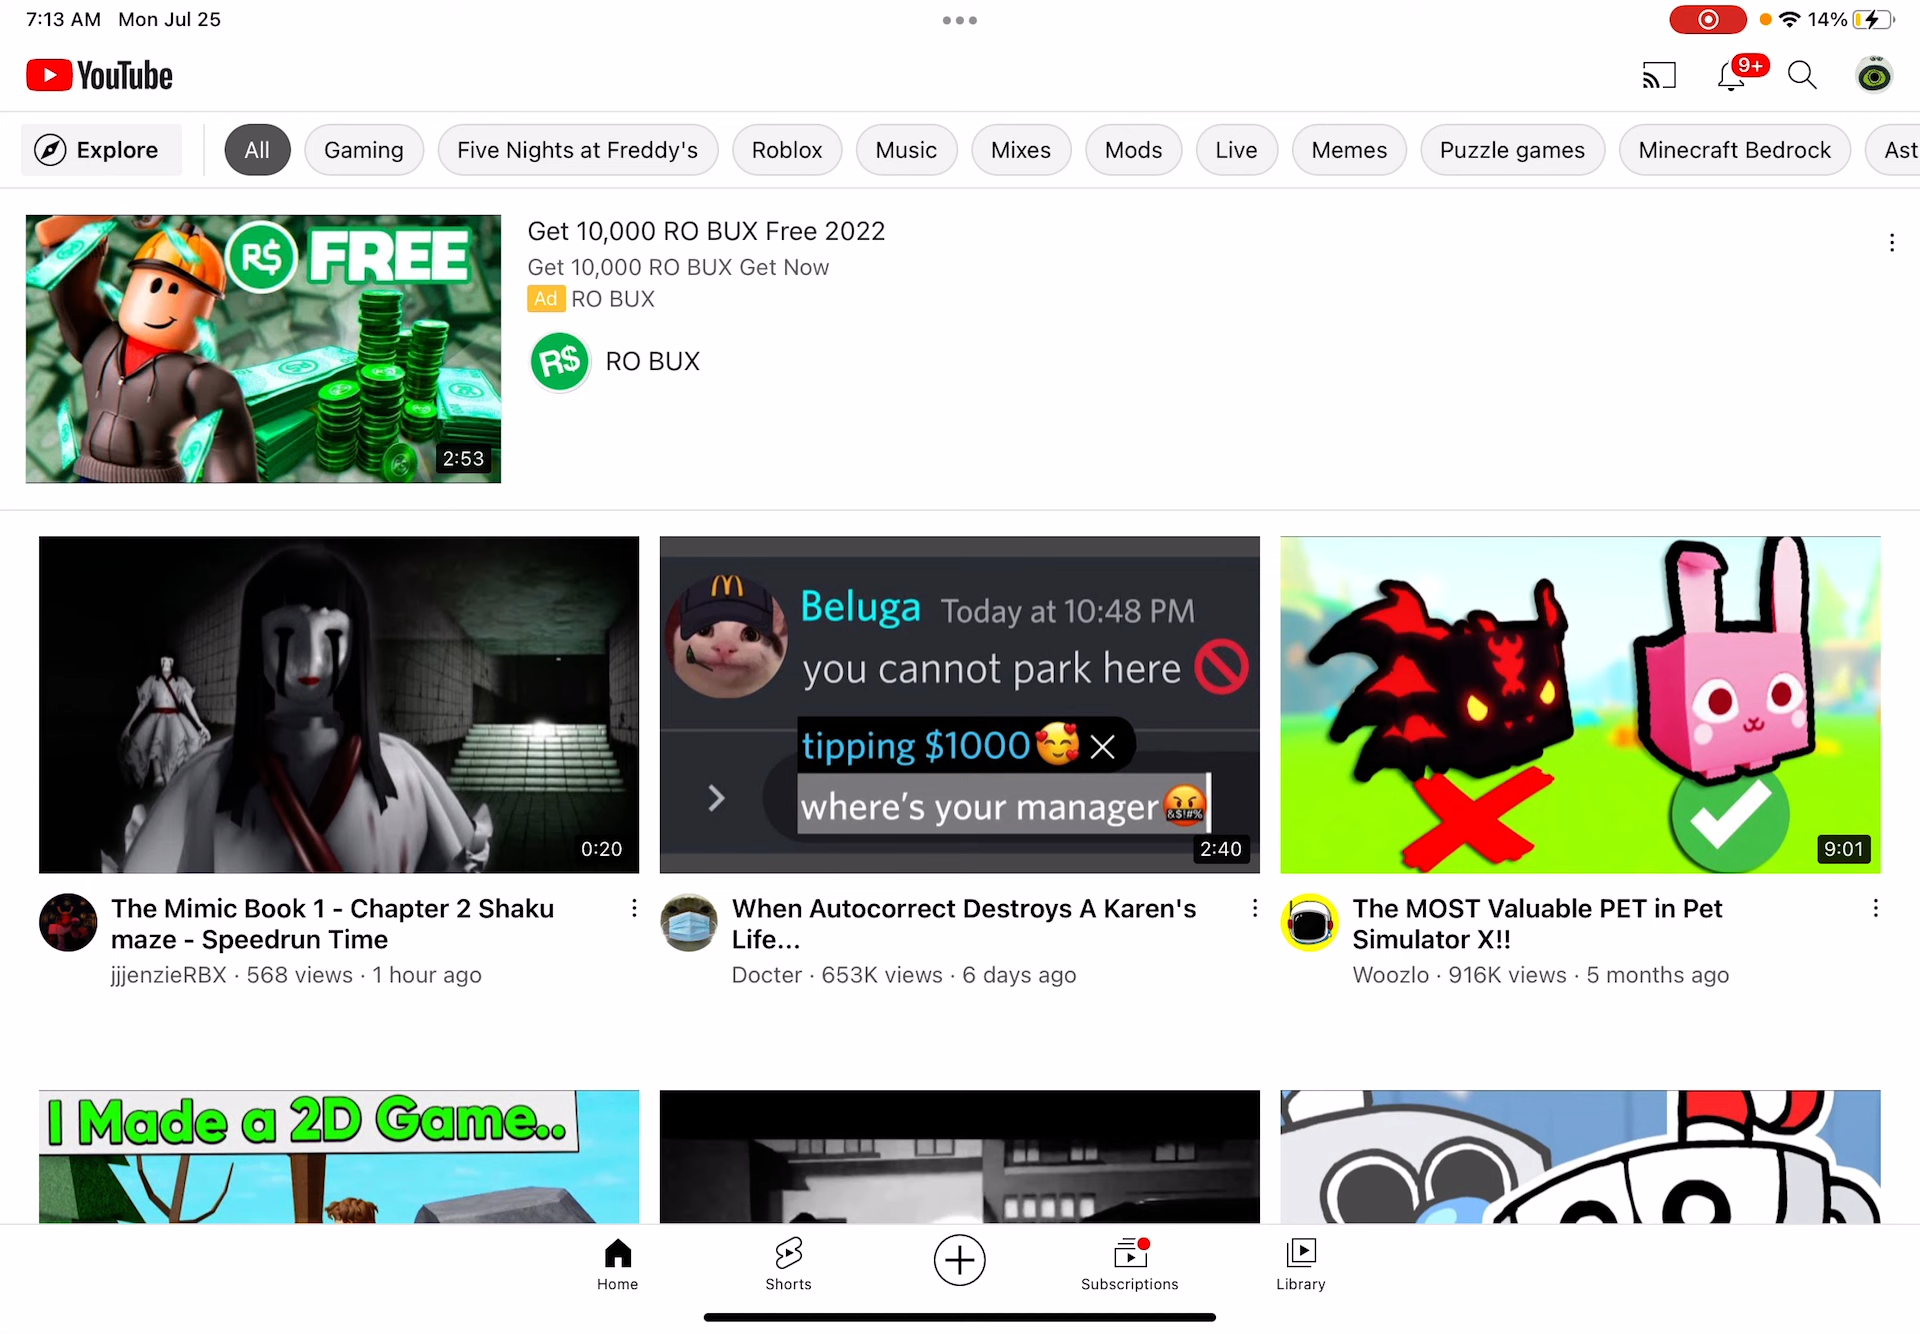 7:13 AM Mon Jul 25
14%
YouTube
9+
Explore
All
Gaming
Five Nights at Freddy's
Roblox
Music
Mixes
Mods
Live
Memes
Puzzle games
Minecraft Bedrock
Ast
R$ FREE
2:53
Get 10,000 RO BUX Free 2022
Get 10,000 RO BUX Get Now
Ad RO BUX
R$ RO BUX
0:20
The Mimic Book 1 - Chapter 2 Shaku
maze - Speedrun Time
jjjenzieRBX · 568 views · 1 hour ago
Beluga Today at 10:48 PM
you cannot park here
tipping $1000
where's your manager
&$!#%
2:40
When Autocorrect Destroys A Karen's
Life...
Docter · 653K views · 6 days ago
9:01
The MOST Valuable PET in Pet
Simulator X!!
Woozlo · 916K views · 5 months ago
I Made a 2D Game..
Home
Shorts
Subscriptions
Library